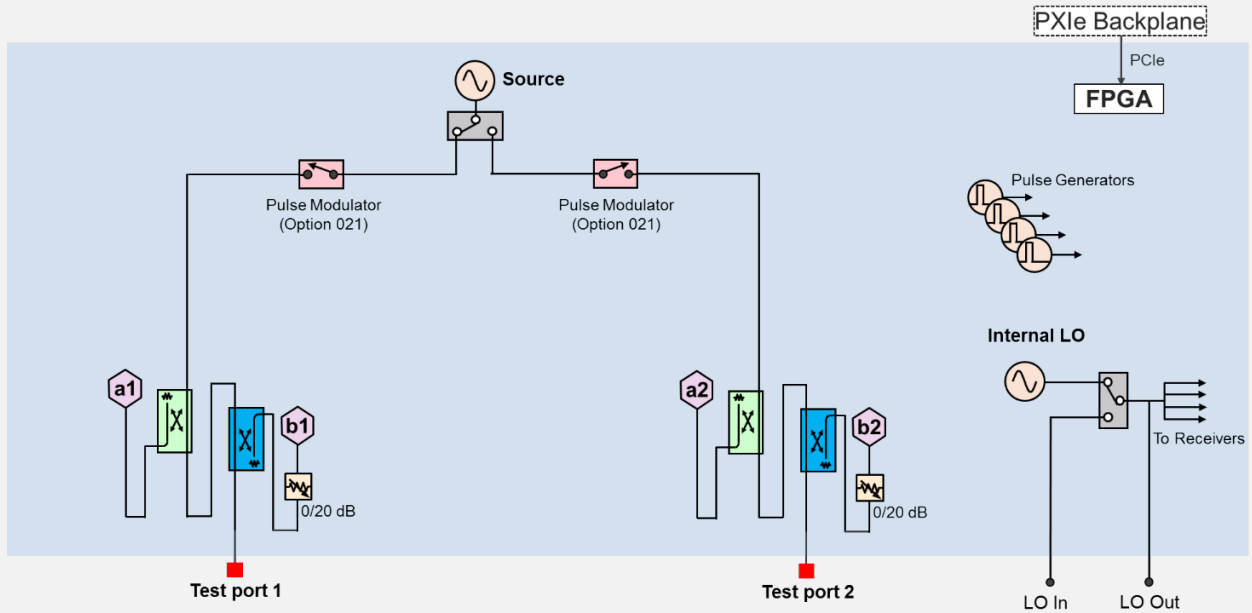 PXIe Backplane
PCIe
FPGA
Source
Pulse Modulator
(Option 021)
Pulse Modulator
(Option 021)
Pulse Generators
Internal LO
To Receivers
a1
b1
0/20 dB
a2
b2
0/20 dB
Test port 1
Test port 2
LO In
LO Out